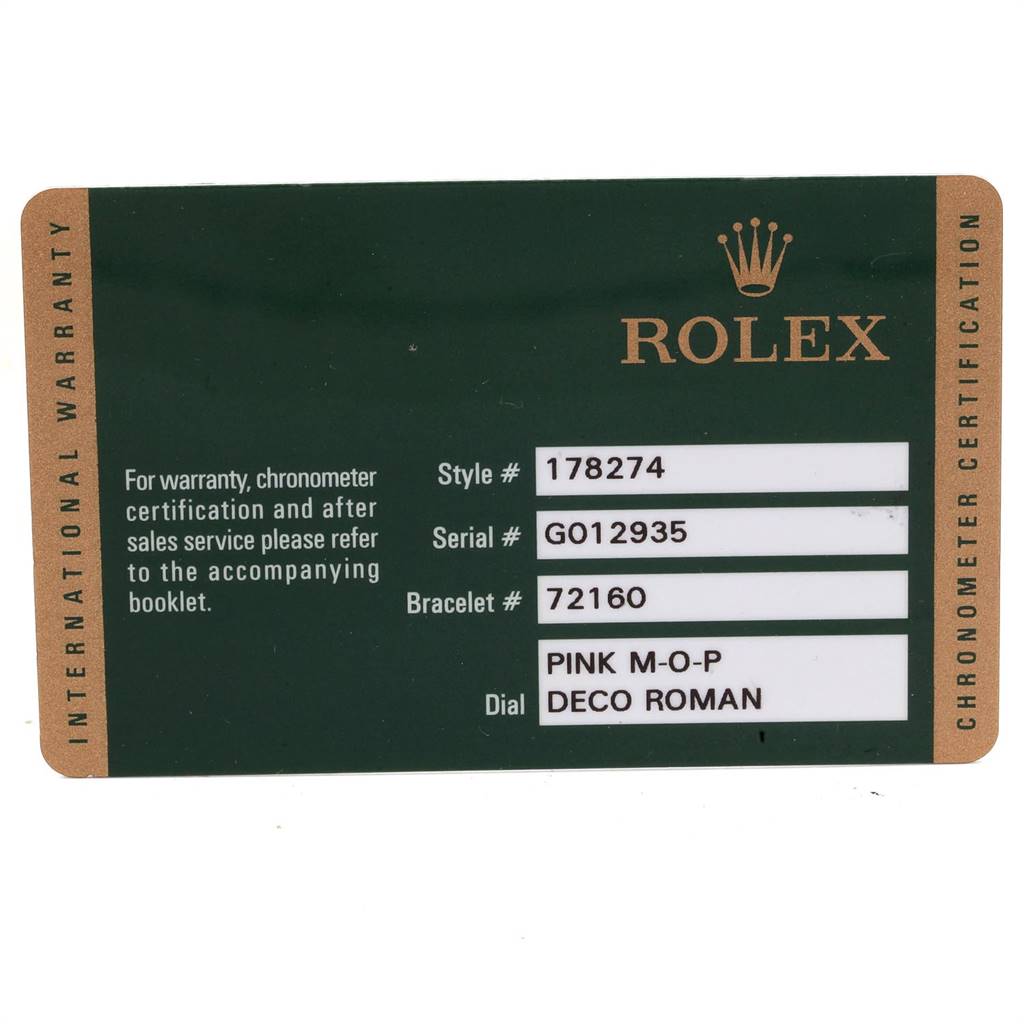 INTERNATIONAL WARRANTY
ROLEX
For warranty, chronometer
certification and after
sales service please refer
to the accompanying
booklet.
Style # 178274
Serial # G012935
Bracelet # 72160
Dial PINK M-O-P
DECO ROMAN
CHRONOMETER CERTIFICATION